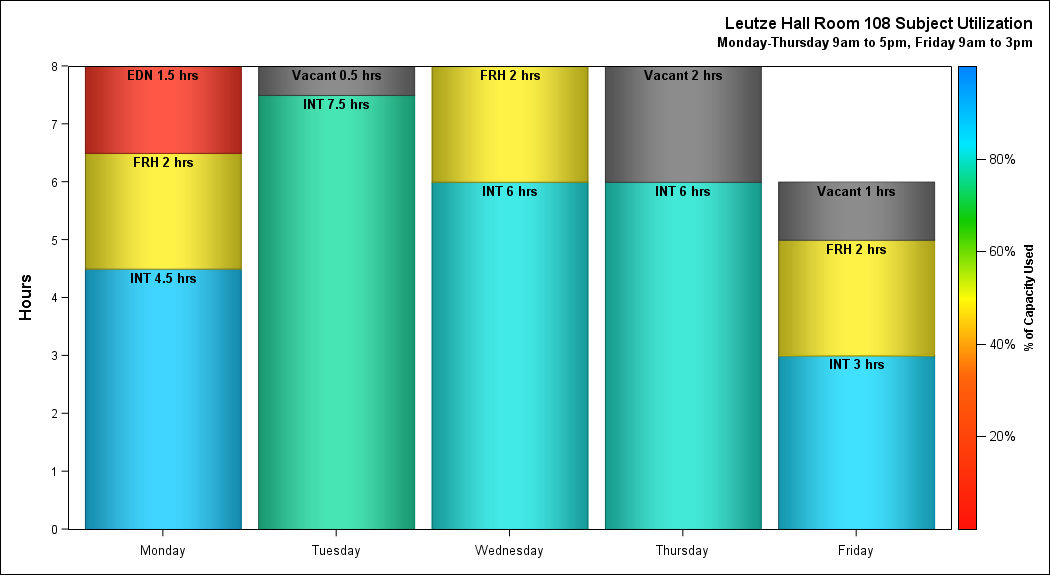 Leutze Hall Room 108 Subject Utilization
Monday-Thursday 9am to 5pm, Friday 9am to 3pm
Hours
8
7
6
5
4
3
2
1
0
EDN 1.5 hrs
FRH 2 hrs
INT 4.5 hrs
Vacant 0.5 hrs
INT 7.5 hrs
FRH 2 hrs
INT 6 hrs
Vacant 2 hrs
INT 6 hrs
Vacant 1 hrs
FRH 2 hrs
INT 3 hrs
Monday
Tuesday
Wednesday
Thursday
Friday
80%
60%
40%
20%
% of Capacity Used